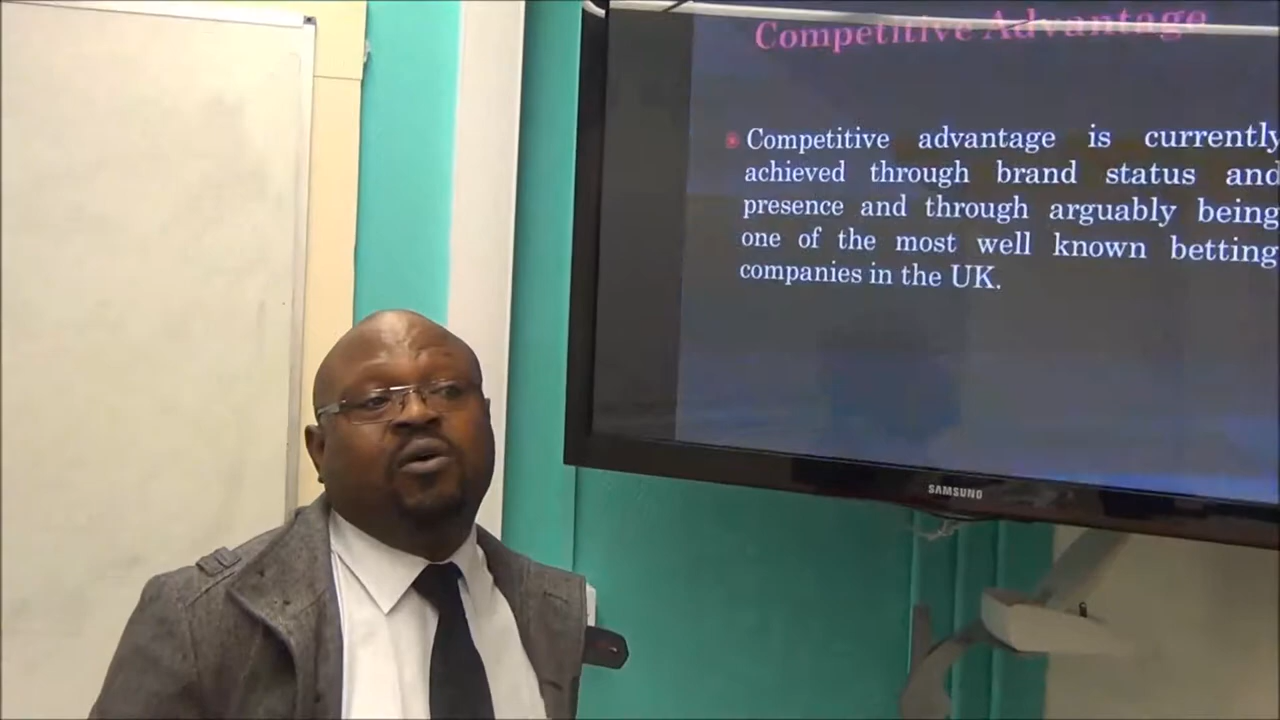 Competitive Advantage
Competitive advantage is currently
achieved through brand status and
presence and through arguably being
one of the most well known betting
companies in the UK.
SAMSUNG